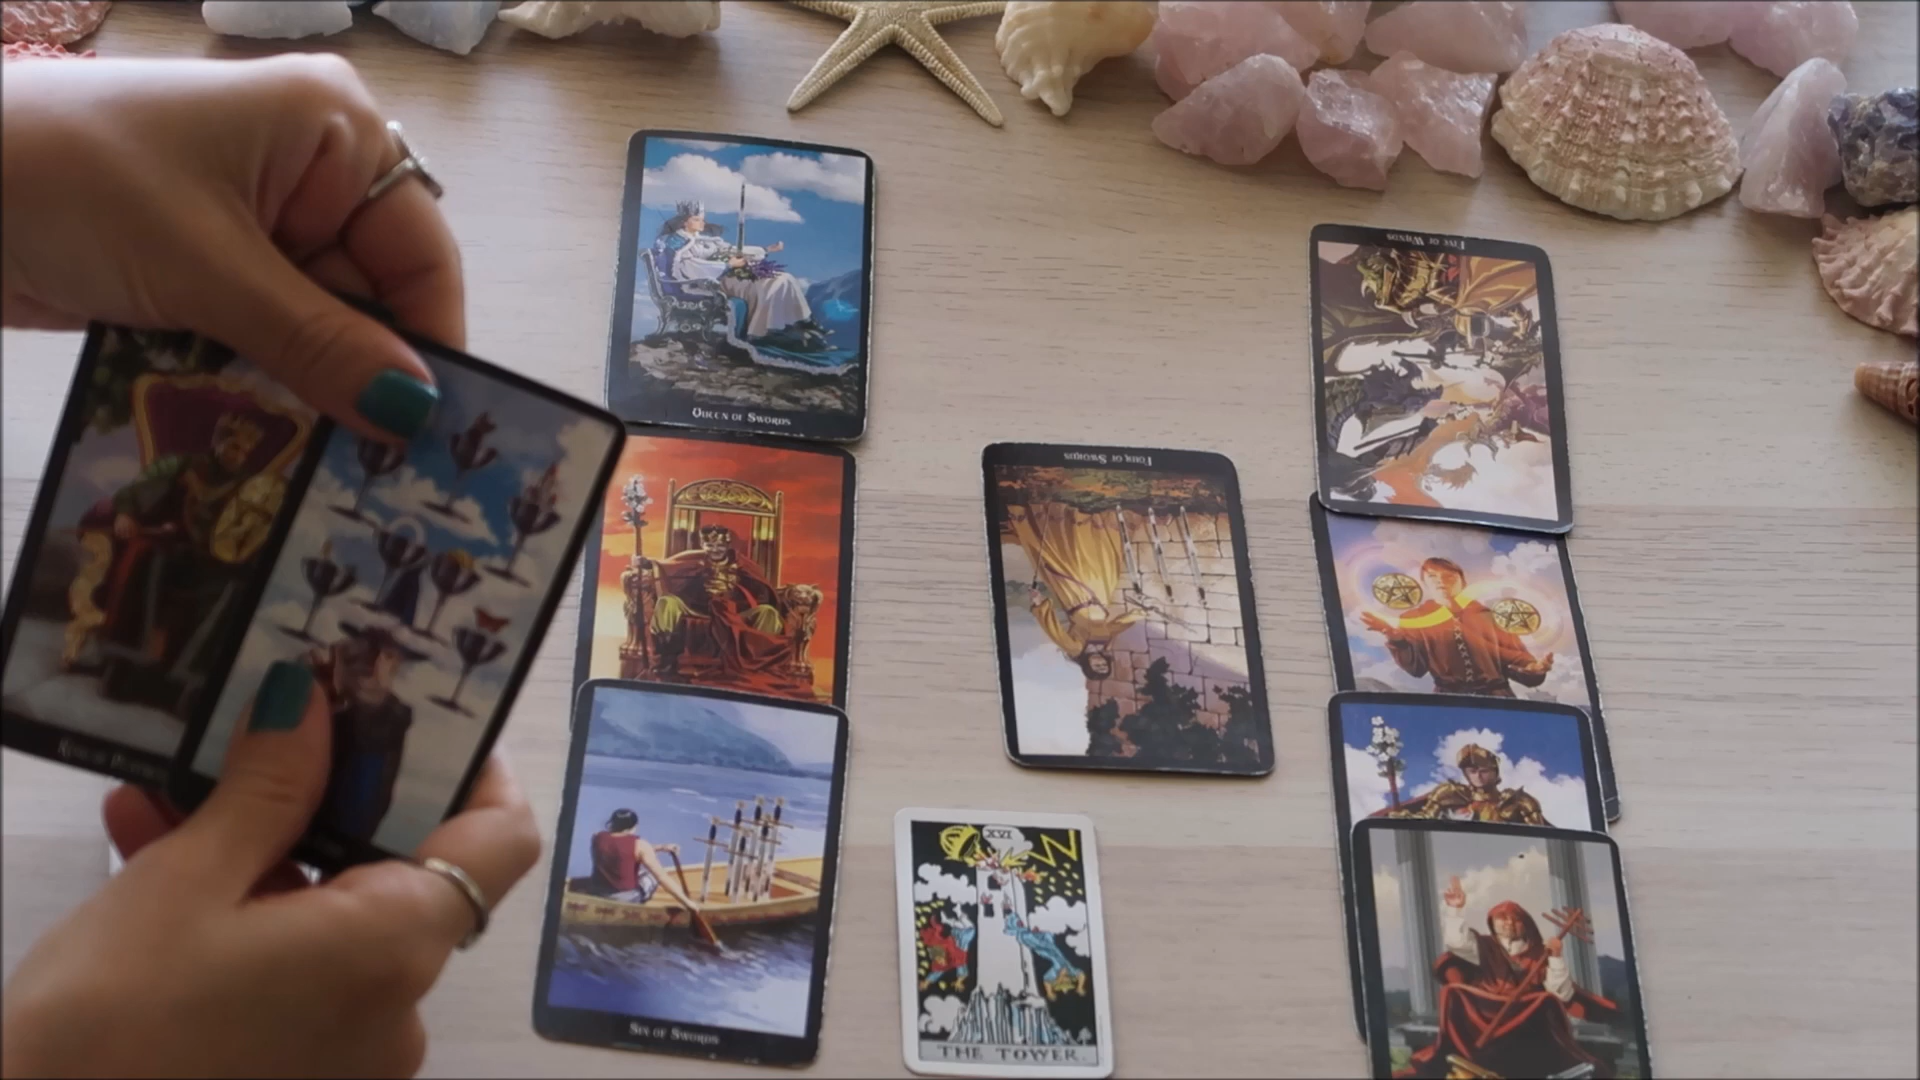 QUEEN OF SWORDS
FIVE OF WANDS
FOUR OF SWORDS
SIX OF SWORDS
XVI
THE TOWER.